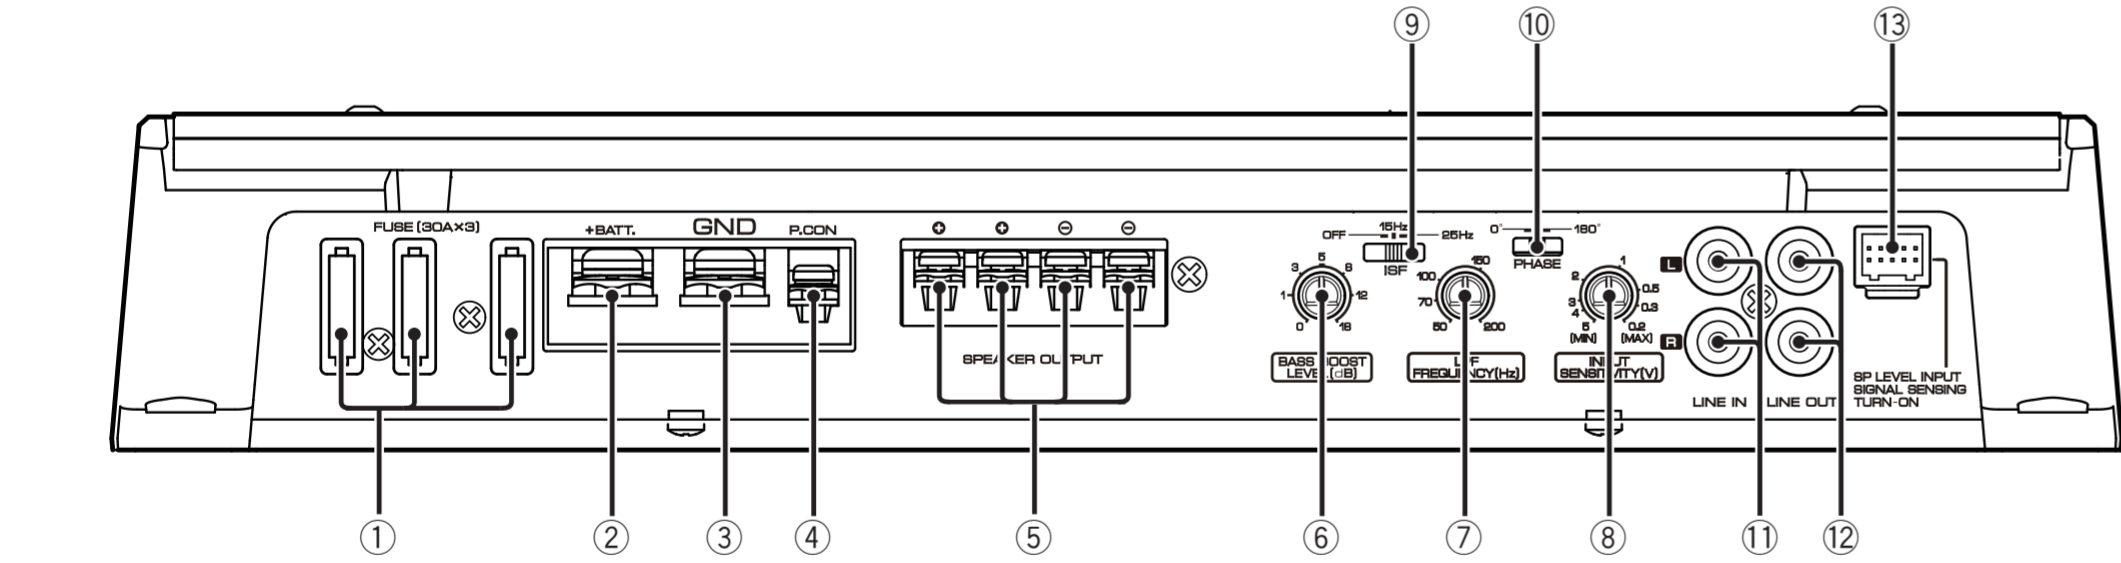 ⑨ ⑩ ⑬
FUSE (30A×3)
+BATT. GND P.CON
⊕ ⊕ ⊖ ⊖
OFF 15Hz 25Hz
ISF
0° 180°
PHASE
0 1 3 5 8 12 18
BASS BOOST
LEVEL (dB)
50 70 100 150 200
LPF
FREQUENCY(Hz)
5 4 3 2 1 0.5 0.3 0.2
(MIN) (MAX)
INPUT
SENSITIVITY(V)
L
R
LINE IN LINE OUT
SP LEVEL INPUT
SIGNAL SENSING
TURN-ON
SPEAKER OUTPUT
① ② ③ ④ ⑤ ⑥ ⑦ ⑧ ⑪ ⑫